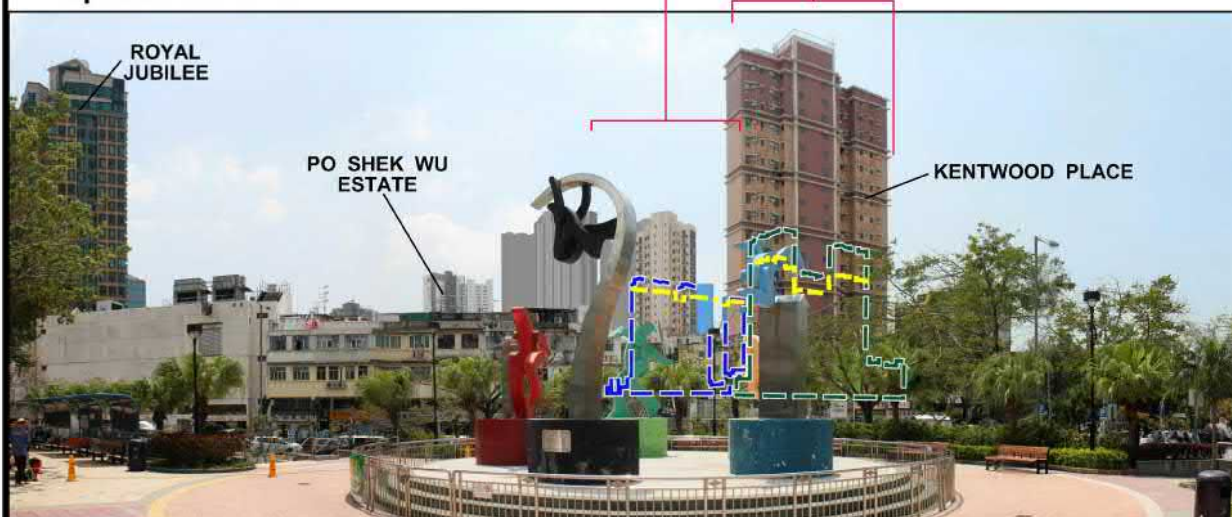 ROYAL
JUBILEE
PO SHEK WU
ESTATE
KENTWOOD PLACE